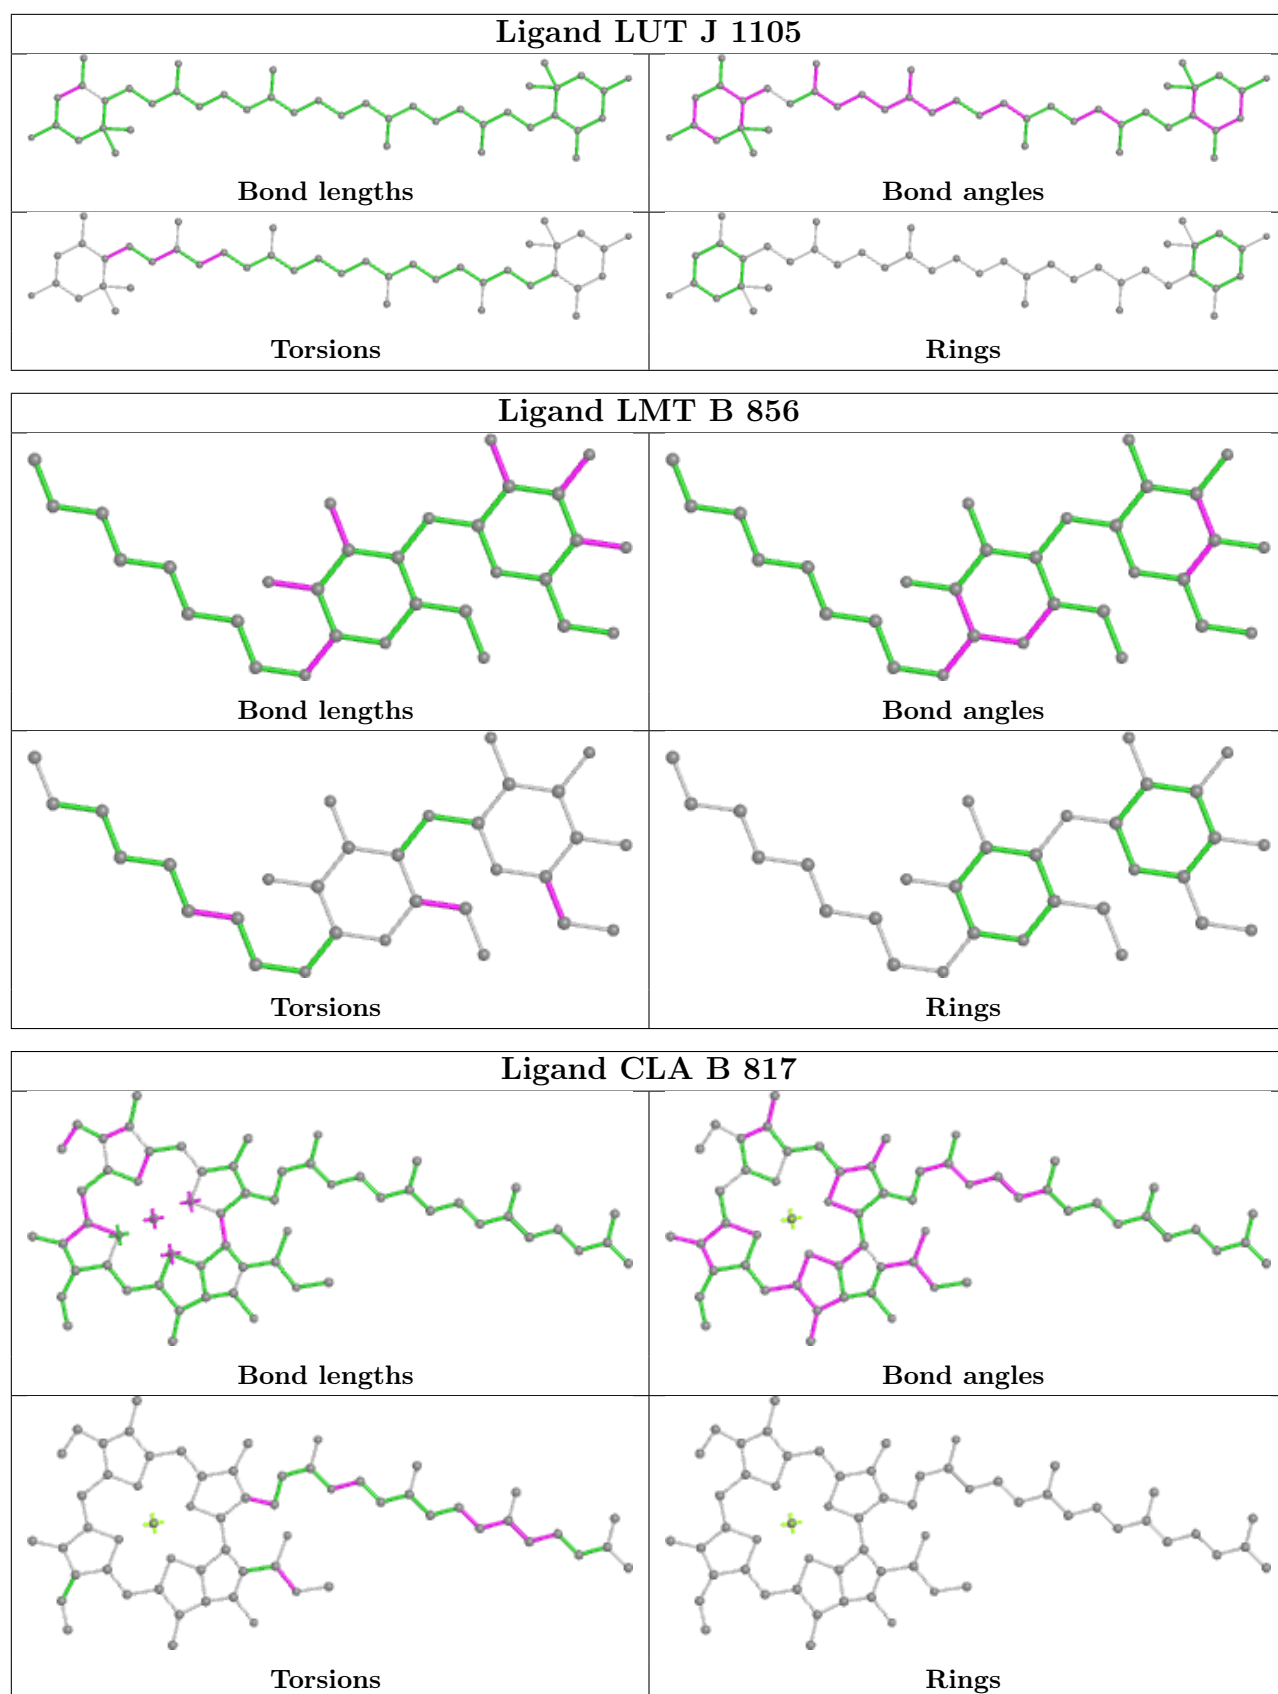 Ligand LUT J 1105
Bond lengths
Bond angles
Torsions
Rings
Ligand LMT B 856
Bond lengths
Bond angles
Torsions
Rings
Ligand CLA B 817
Bond lengths
Bond angles
Torsions
Rings